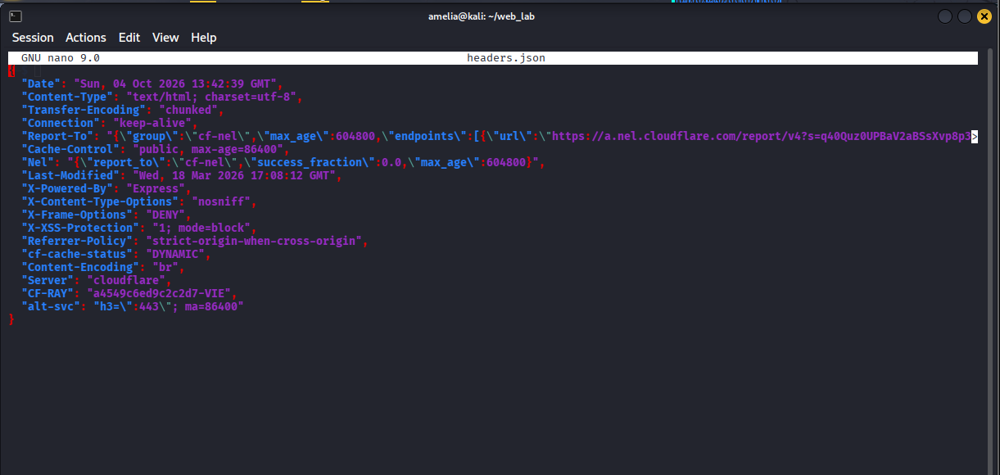 amelia@kali: ~/web_lab
Session Actions Edit View Help
GNU nano 9.0 headers.json
{
"Date": "Sun, 04 Oct 2026 13:42:39 GMT",
"Content-Type": "text/html; charset=utf-8",
"Transfer-Encoding": "chunked",
"Connection": "keep-alive",
"Report-To": "{\"group\":\"cf-nel\",\"max_age\":604800,\"endpoints\":[{\"url\":\"https://a.nel.cloudflare.com/report/v4?s=q40Quz0UPBaV2aBSsXvp8p3>
"Cache-Control": "public, max-age=86400",
"Nel": "{\"report_to\":\"cf-nel\",\"success_fraction\":0.0,\"max_age\":604800}",
"Last-Modified": "Wed, 18 Mar 2026 17:08:12 GMT",
"X-Powered-By": "Express",
"X-Content-Type-Options": "nosniff",
"X-Frame-Options": "DENY",
"X-XSS-Protection": "1; mode=block",
"Referrer-Policy": "strict-origin-when-cross-origin",
"cf-cache-status": "DYNAMIC",
"Content-Encoding": "br",
"Server": "cloudflare",
"CF-RAY": "a4549c6ed9c2c2d7-VIE",
"alt-svc": "h3=\":443\"; ma=86400"
}